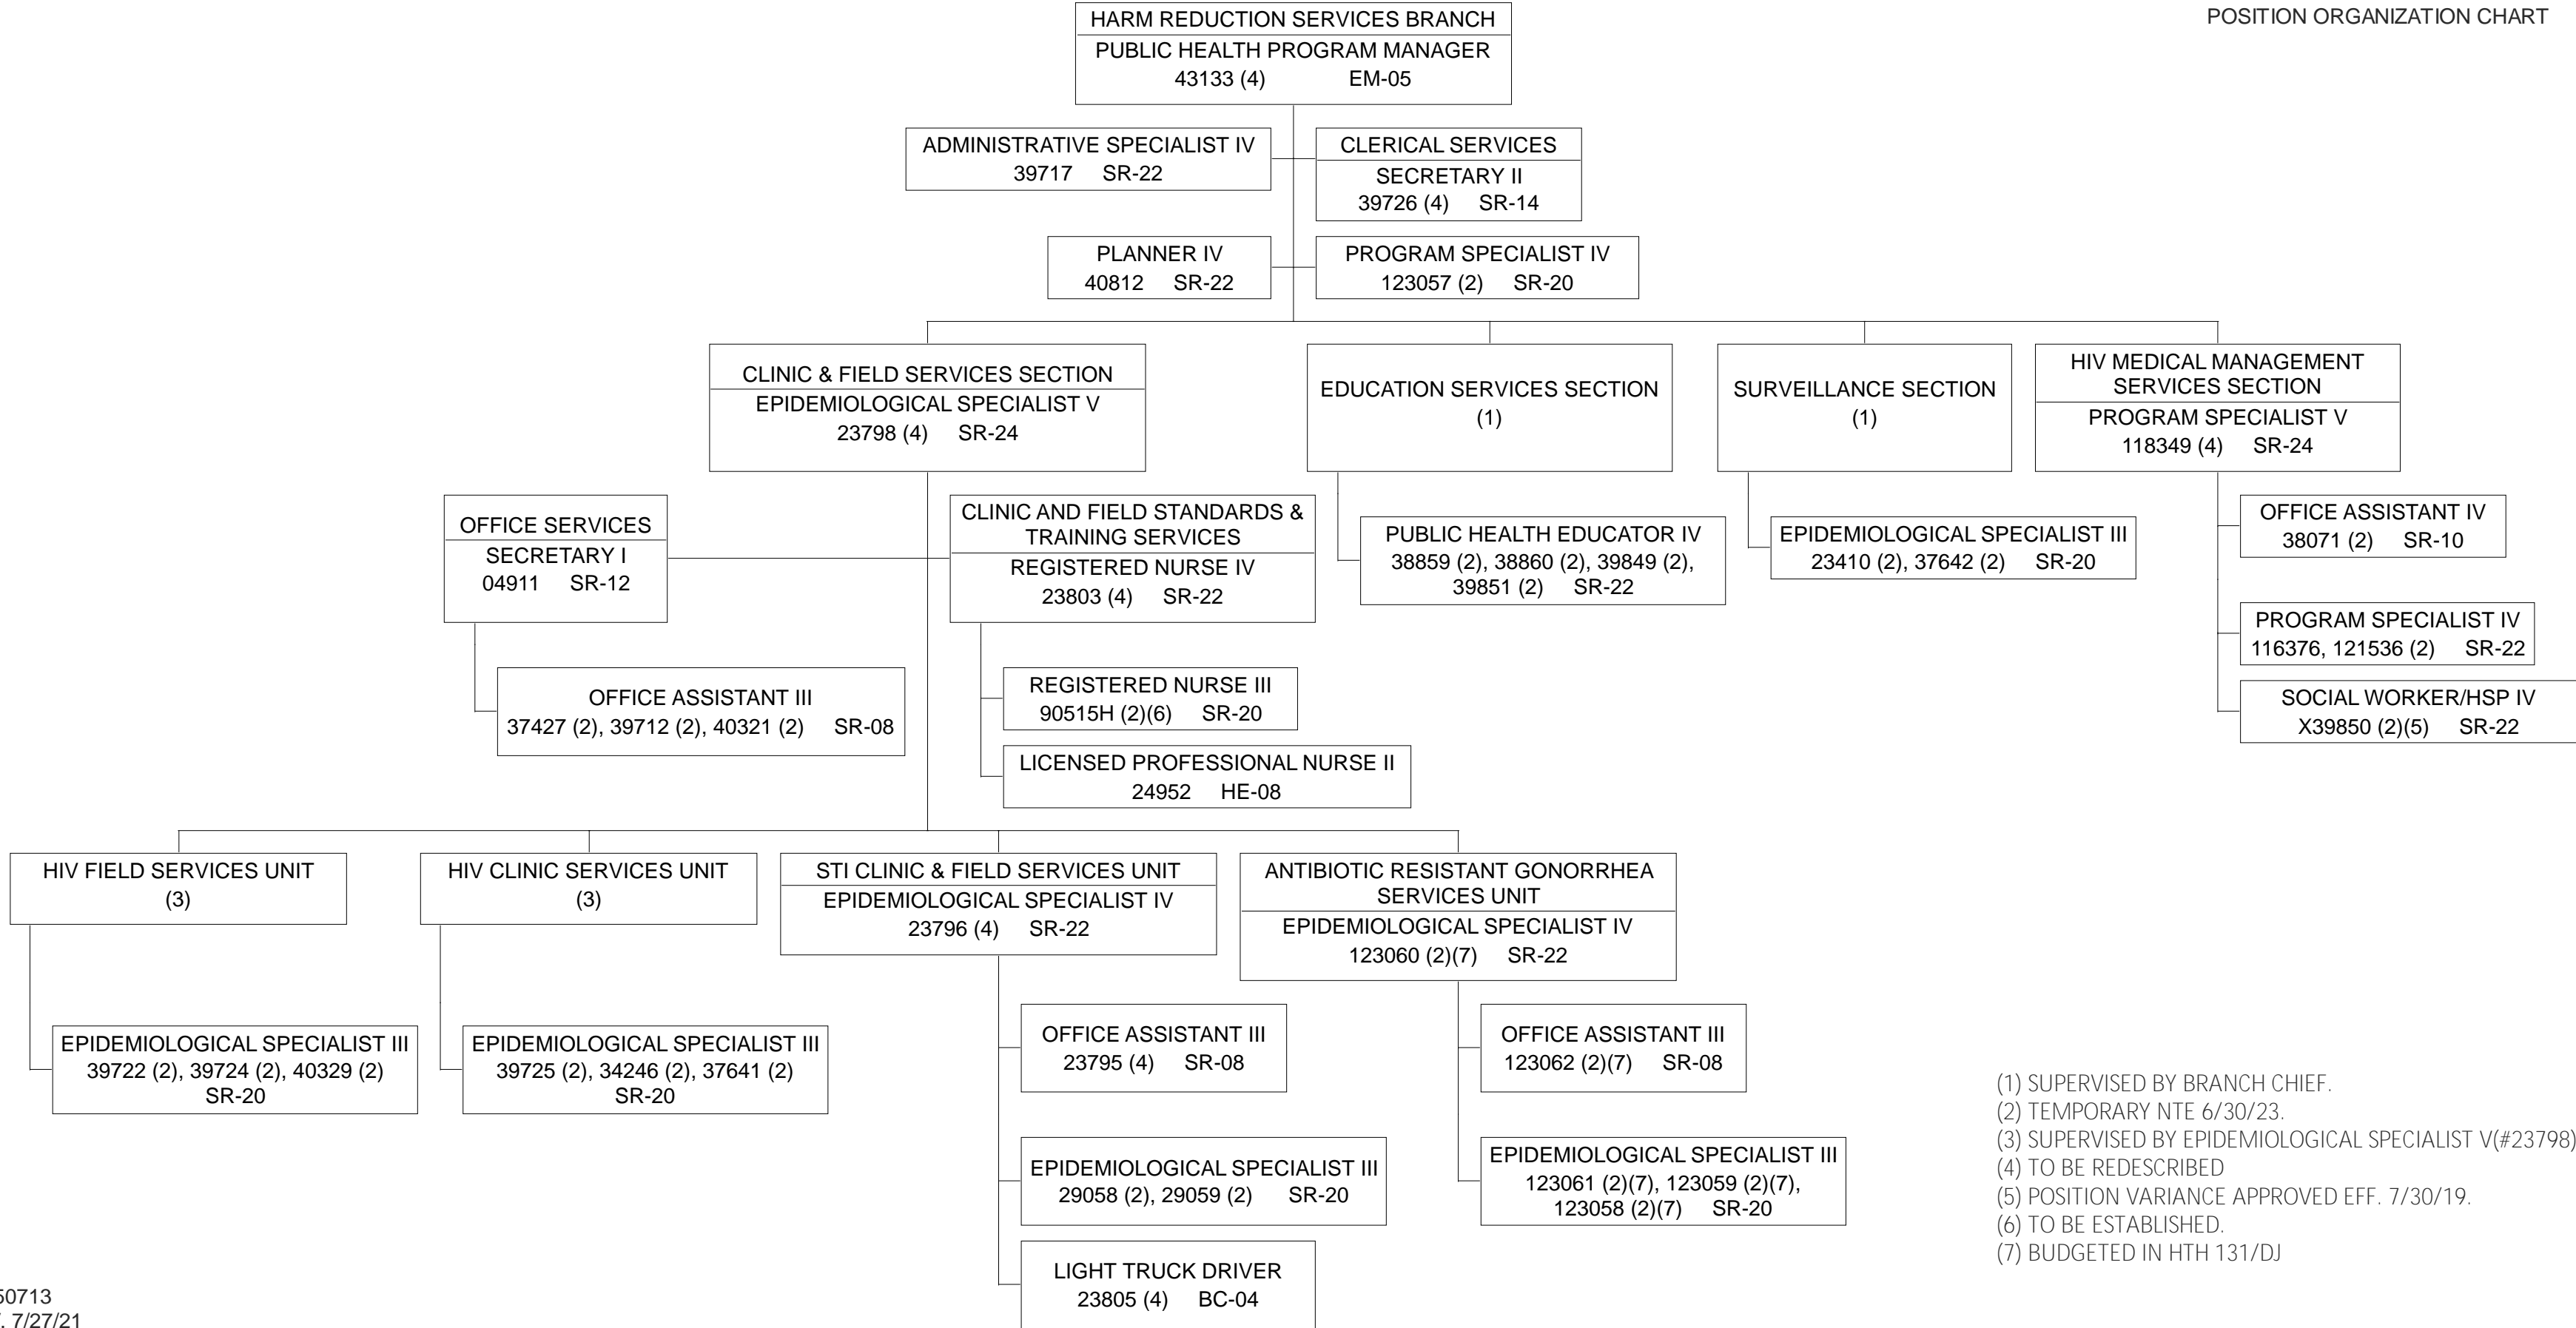 POSITION ORGANIZATION CHART
HARM REDUCTION SERVICES BRANCH
PUBLIC HEALTH PROGRAM MANAGER
43133 (4) EM-05
ADMINISTRATIVE SPECIALIST IV
39717 SR-22
CLERICAL SERVICES
SECRETARY II
39726 (4) SR-14
PLANNER IV
40812 SR-22
PROGRAM SPECIALIST IV
123057 (2) SR-20
CLINIC & FIELD SERVICES SECTION
EPIDEMIOLOGICAL SPECIALIST V
23798 (4) SR-24
EDUCATION SERVICES SECTION
(1)
SURVEILLANCE SECTION
(1)
HIV MEDICAL MANAGEMENT
SERVICES SECTION
PROGRAM SPECIALIST V
118349 (4) SR-24
OFFICE SERVICES
SECRETARY I
04911 SR-12
CLINIC AND FIELD STANDARDS &
TRAINING SERVICES
REGISTERED NURSE IV
23803 (4) SR-22
PUBLIC HEALTH EDUCATOR IV
38859 (2), 38860 (2), 39849 (2),
39851 (2) SR-22
EPIDEMIOLOGICAL SPECIALIST III
23410 (2), 37642 (2) SR-20
OFFICE ASSISTANT IV
38071 (2) SR-10
PROGRAM SPECIALIST IV
116376, 121536 (2) SR-22
SOCIAL WORKER/HSP IV
X39850 (2)(5) SR-22
OFFICE ASSISTANT III
37427 (2), 39712 (2), 40321 (2) SR-08
REGISTERED NURSE III
90515H (2)(6) SR-20
LICENSED PROFESSIONAL NURSE II
24952 HE-08
HIV FIELD SERVICES UNIT
(3)
HIV CLINIC SERVICES UNIT
(3)
STI CLINIC & FIELD SERVICES UNIT
EPIDEMIOLOGICAL SPECIALIST IV
23796 (4) SR-22
ANTIBIOTIC RESISTANT GONORRHEA
SERVICES UNIT
EPIDEMIOLOGICAL SPECIALIST IV
123060 (2)(7) SR-22
EPIDEMIOLOGICAL SPECIALIST III
39722 (2), 39724 (2), 40329 (2)
SR-20
EPIDEMIOLOGICAL SPECIALIST III
39725 (2), 34246 (2), 37641 (2)
SR-20
OFFICE ASSISTANT III
23795 (4) SR-08
EPIDEMIOLOGICAL SPECIALIST III
29058 (2), 29059 (2) SR-20
LIGHT TRUCK DRIVER
23805 (4) BC-04
OFFICE ASSISTANT III
123062 (2)(7) SR-08
EPIDEMIOLOGICAL SPECIALIST III
123061 (2)(7), 123059 (2)(7),
123058 (2)(7) SR-20
(1) SUPERVISED BY BRANCH CHIEF.
(2) TEMPORARY NTE 6/30/23.
(3) SUPERVISED BY EPIDEMIOLOGICAL SPECIALIST V(#23798)
(4) TO BE REDESCRIBED
(5) POSITION VARIANCE APPROVED EFF. 7/30/19.
(6) TO BE ESTABLISHED.
(7) BUDGETED IN HTH 131/DJ
50713
7/27/21